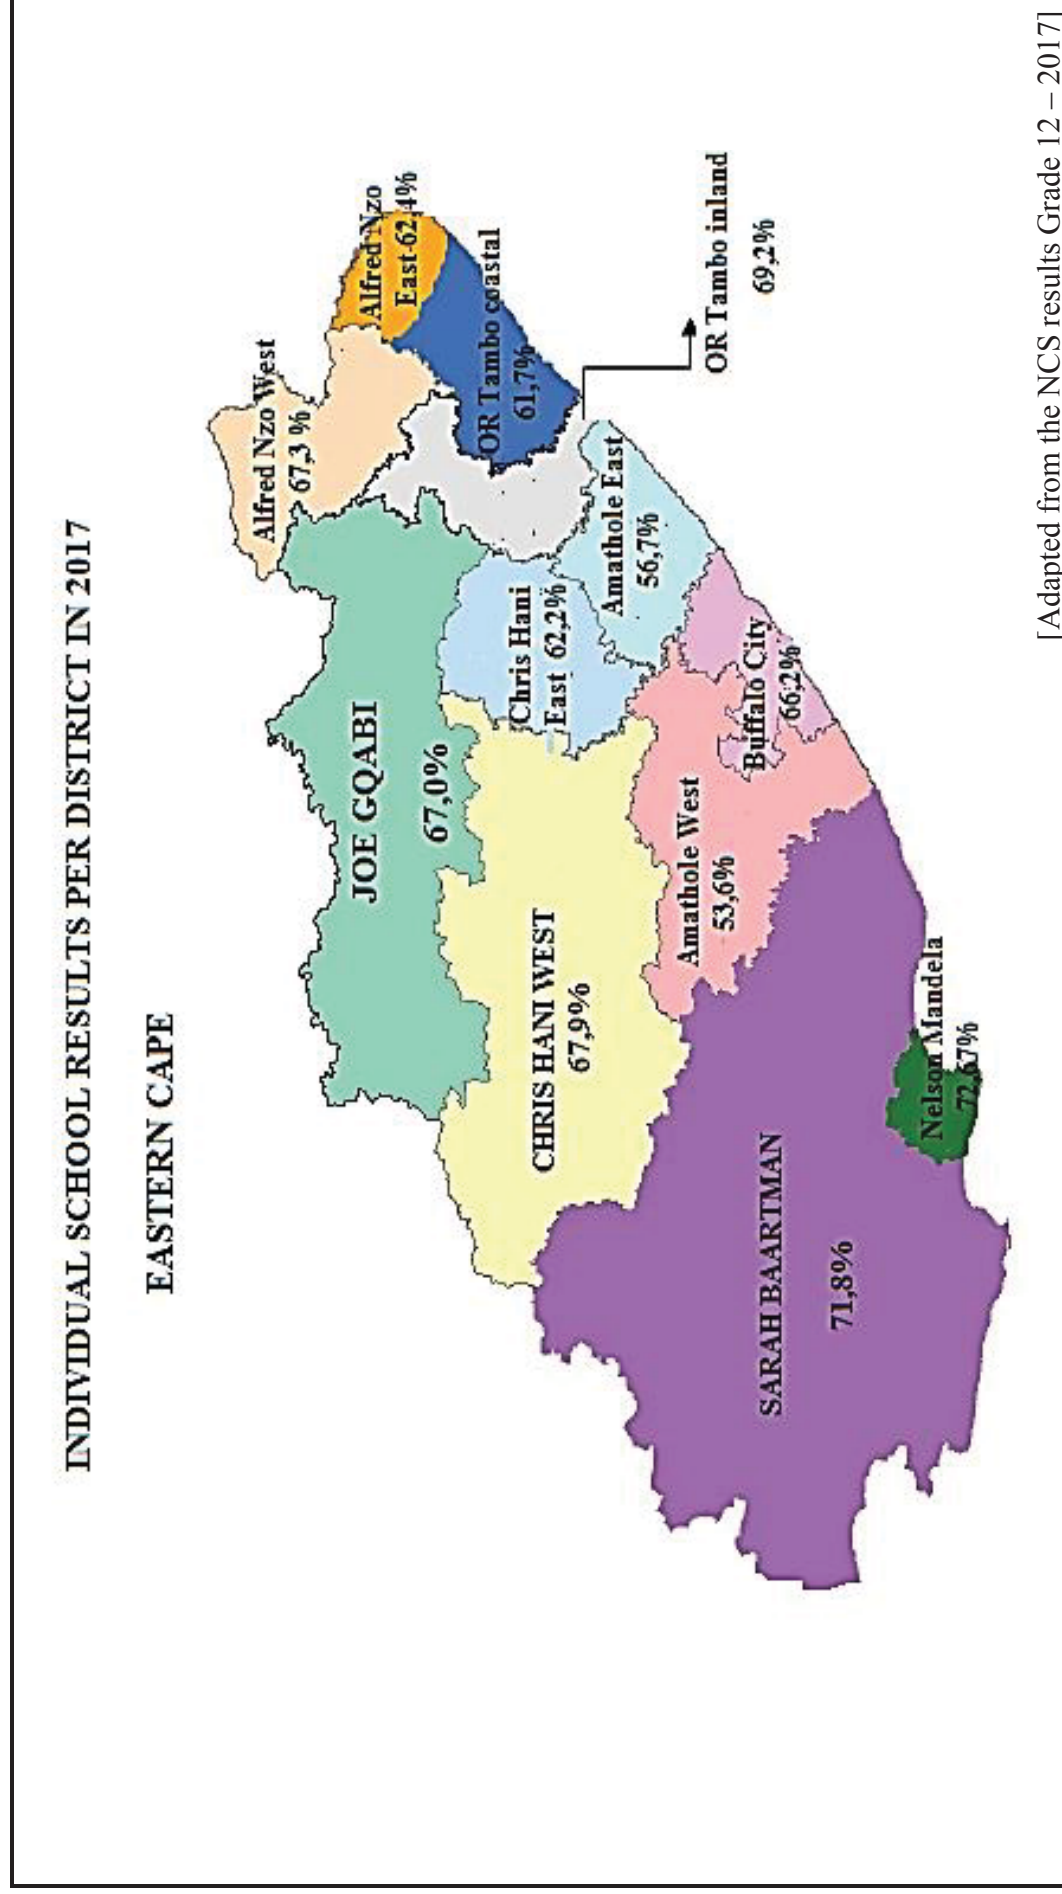 INDIVIDUAL SCHOOL RESULTS PER DISTRICT IN 2017
EASTERN CAPE
Alfred Nzo West
67,3 %
Alfred Nzo
East 62,4%
JOE GQABI
67,0%
OR Tambo coastal
61,7%
Chris Hani
East 62,2%
CHRIS HANI WEST
67,9%
Amathole East
56,7%
OR Tambo inland
69,2%
Amathole West
53,6%
Buffalo City
66,2%
SARAH BAARTMAN
71,8%
Nelson Mandela
72,67%
[Adapted from the NCS results Grade 12 – 2017]